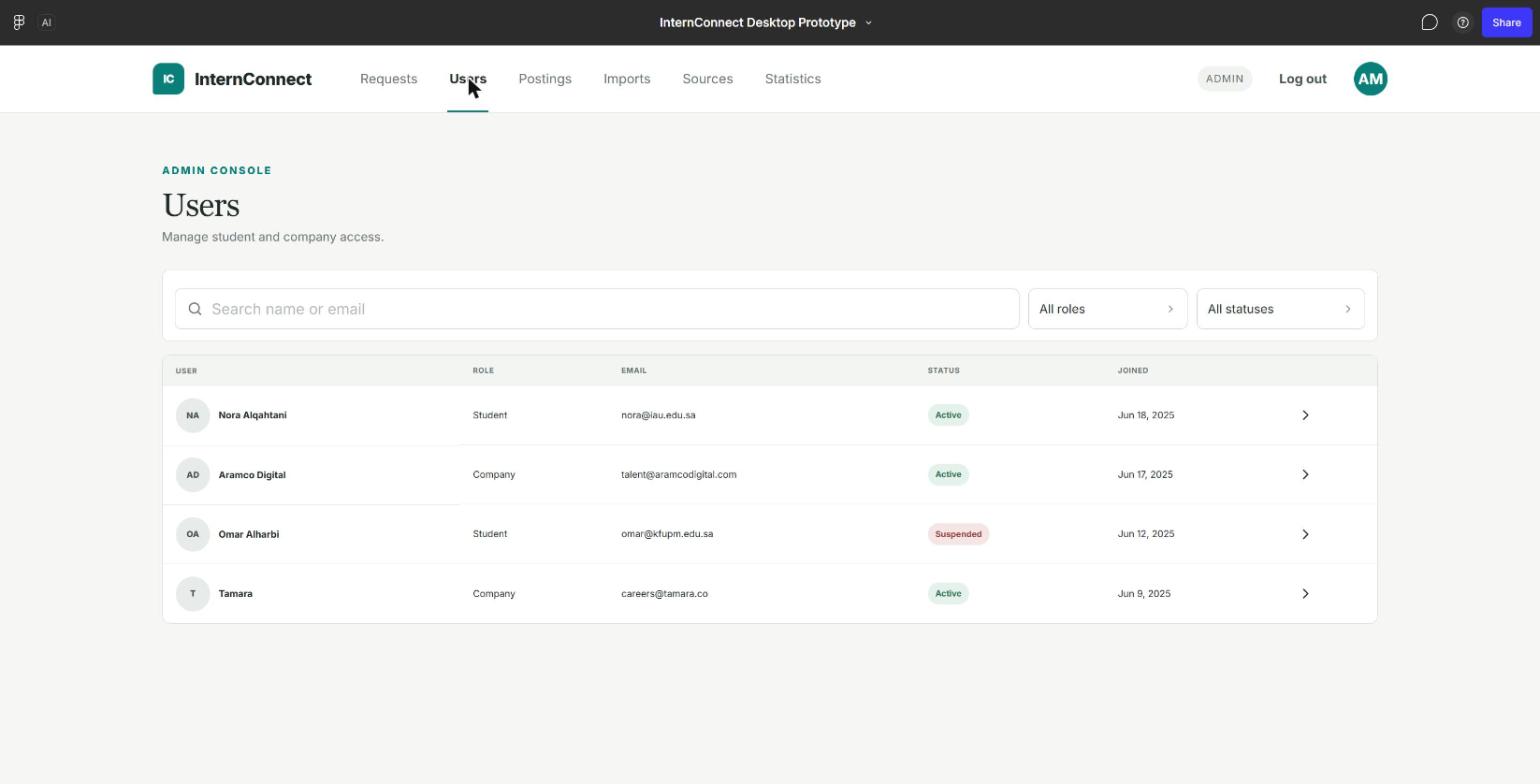 AI
InternConnect Desktop Prototype
Share
IC InternConnect
Requests Users Postings Imports Sources Statistics
ADMIN Log out AM
ADMIN CONSOLE
Users
Manage student and company access.
Search name or email
All roles
All statuses
USER ROLE EMAIL STATUS JOINED
NA Nora Alqahtani Student nora@iau.edu.sa Active Jun 18, 2025
AD Aramco Digital Company talent@aramcodigital.com Active Jun 17, 2025
OA Omar Alharbi Student omar@kfupm.edu.sa Suspended Jun 12, 2025
T Tamara Company careers@tamara.co Active Jun 9, 2025